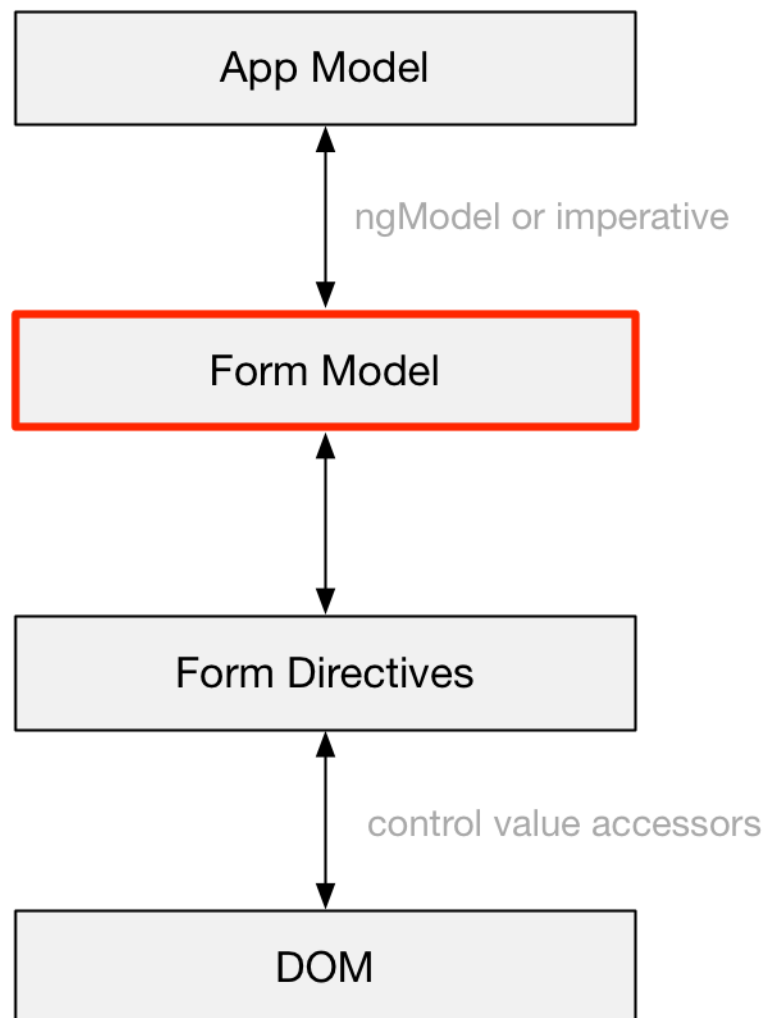 App Model
ngModel or imperative
Form Model
Form Directives
control value accessors
DOM